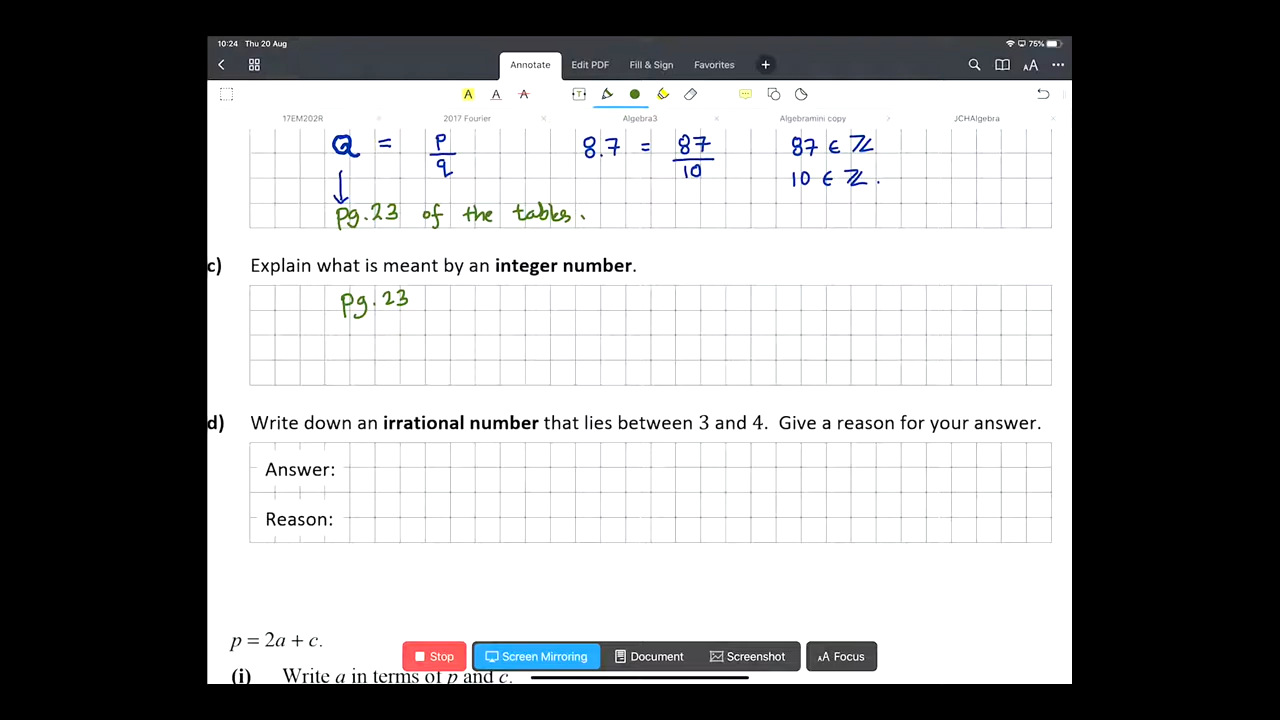 10:24 Thu 20 Aug 75%
Annotate Edit PDF Fill & Sign Favorites + AA
A A A T
17EM202R × 2017 Fourier × Algebra3 × Algebramini copy JCHAlgebra ×
Q = p/q 8.7 = 87/10 87 ∈ ℤ
10 ∈ ℤ.
pg.23 of the tables.
c) Explain what is meant by an integer number.
pg.23
d) Write down an irrational number that lies between 3 and 4. Give a reason for your answer.
Answer:
Reason:
p = 2a + c.
Stop Screen Mirroring Document Screenshot AA Focus
(i) Write a in terms of p and c.